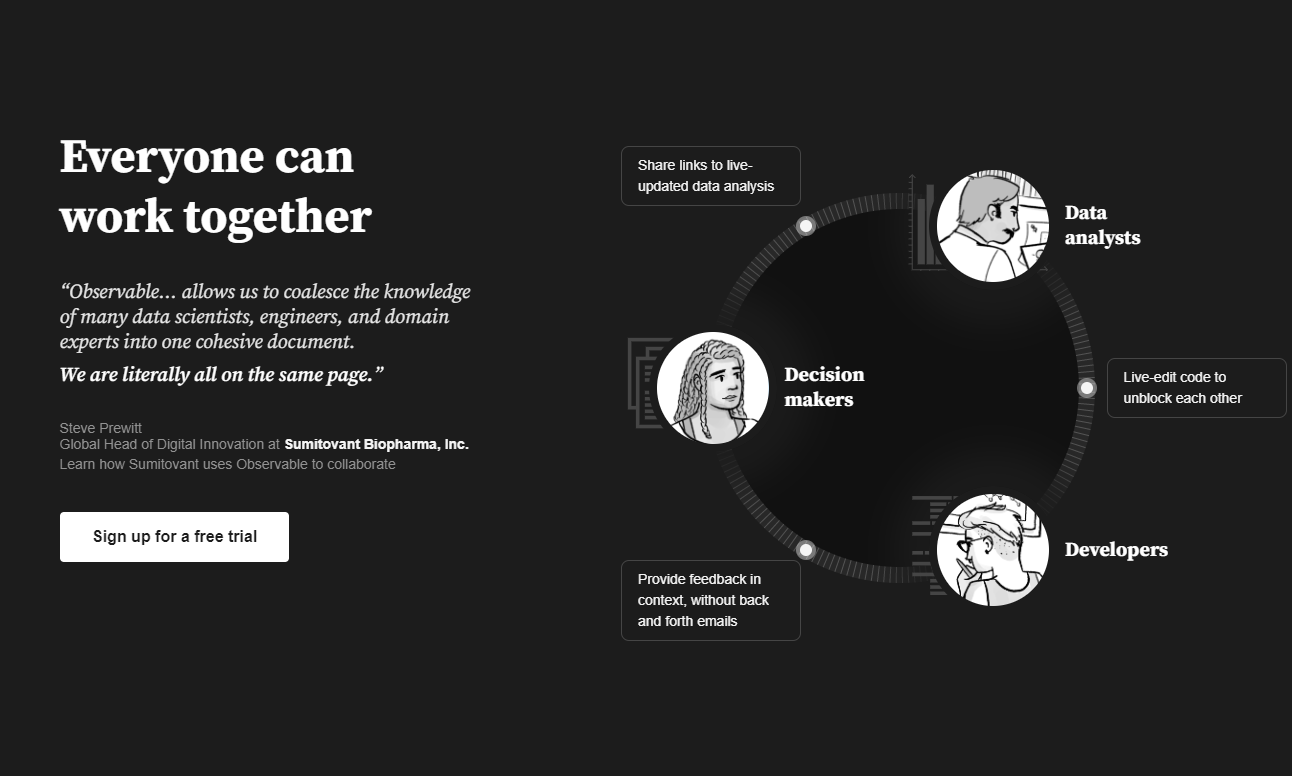 Everyone can
work together
“Observable… allows us to coalesce the knowledge
of many data scientists, engineers, and domain
experts into one cohesive document.
We are literally all on the same page.”
Steve Prewitt
Global Head of Digital Innovation at Sumitovant Biopharma, Inc.
Learn how Sumitovant uses Observable to collaborate
Sign up for a free trial
Share links to live-
updated data analysis
Data
analysts
Decision
makers
Live-edit code to
unblock each other
Developers
Provide feedback in
context, without back
and forth emails